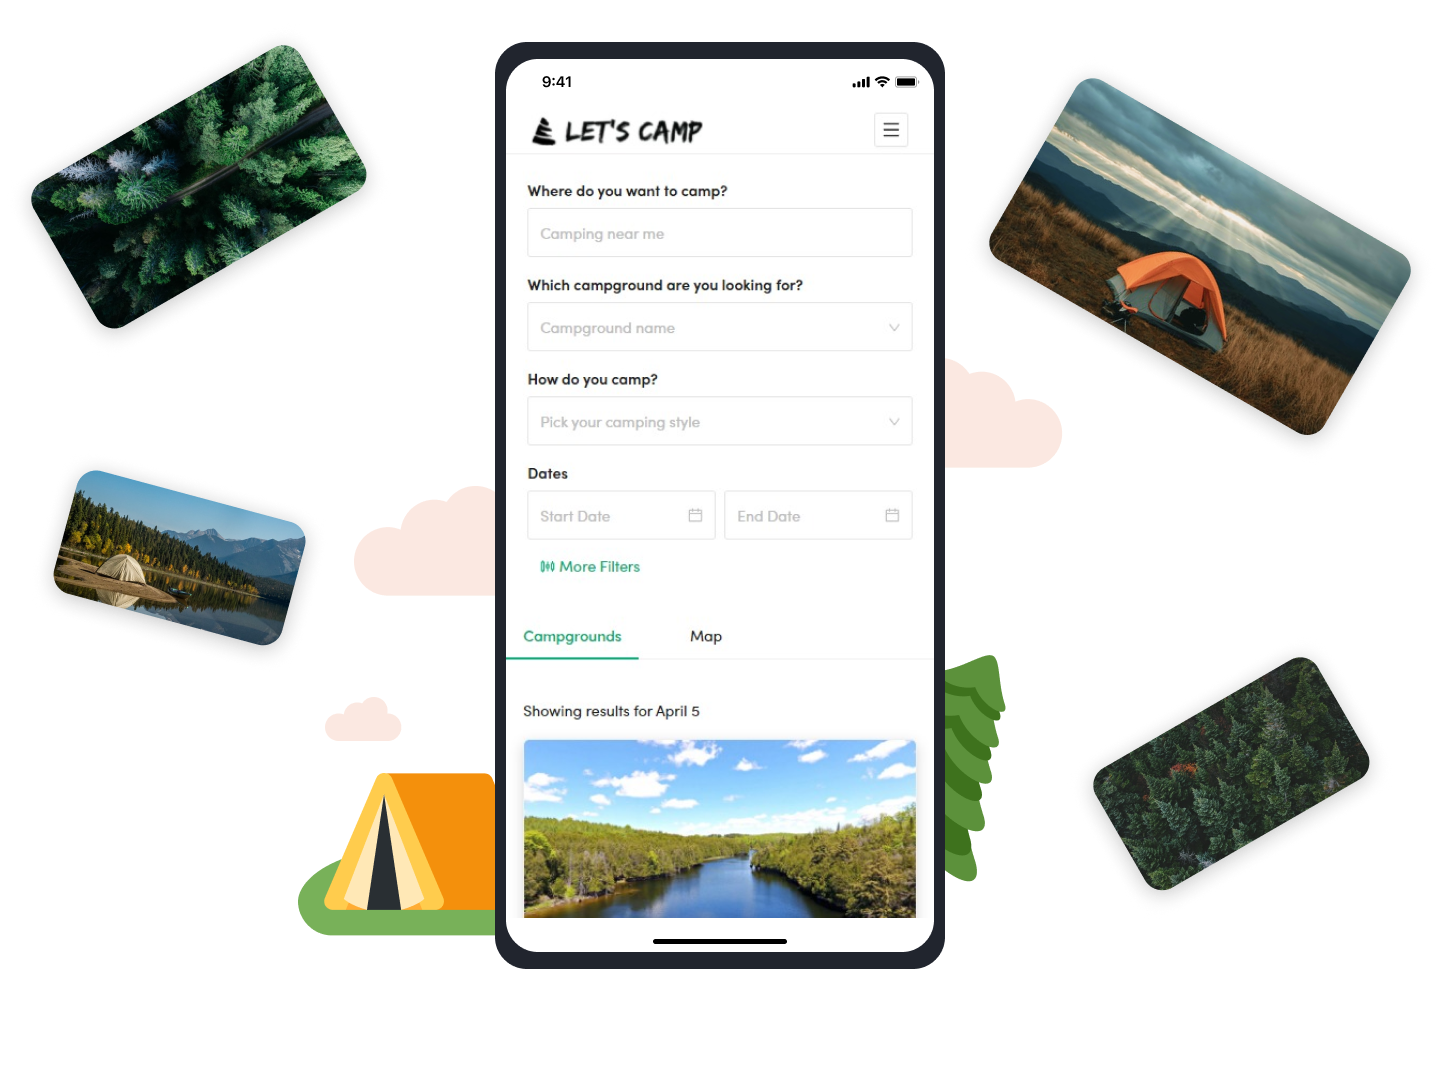 9:41
LET'S CAMP
Where do you want to camp?
Camping near me
Which campground are you looking for?
Campground name
How do you camp?
Pick your camping style
Dates
Start Date End Date
More Filters
Campgrounds Map
Showing results for April 5